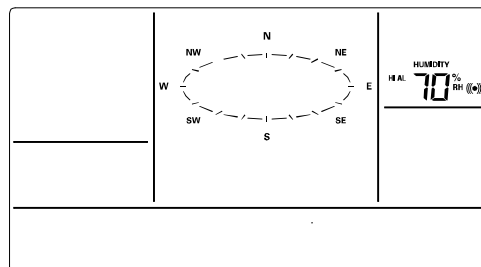 N
NW NE
W E
SW SE
S
HUMIDITY
HI AL 70 %
RH